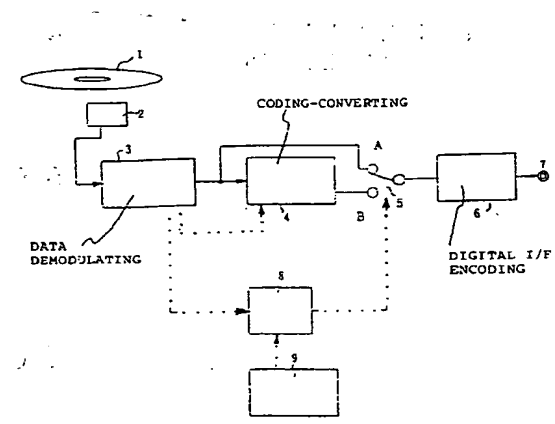 1
2
CODING-CONVERTING
3
A
7
4
B
5
6
DATA
DEMODULATING
DIGITAL I/F
ENCODING
8
9